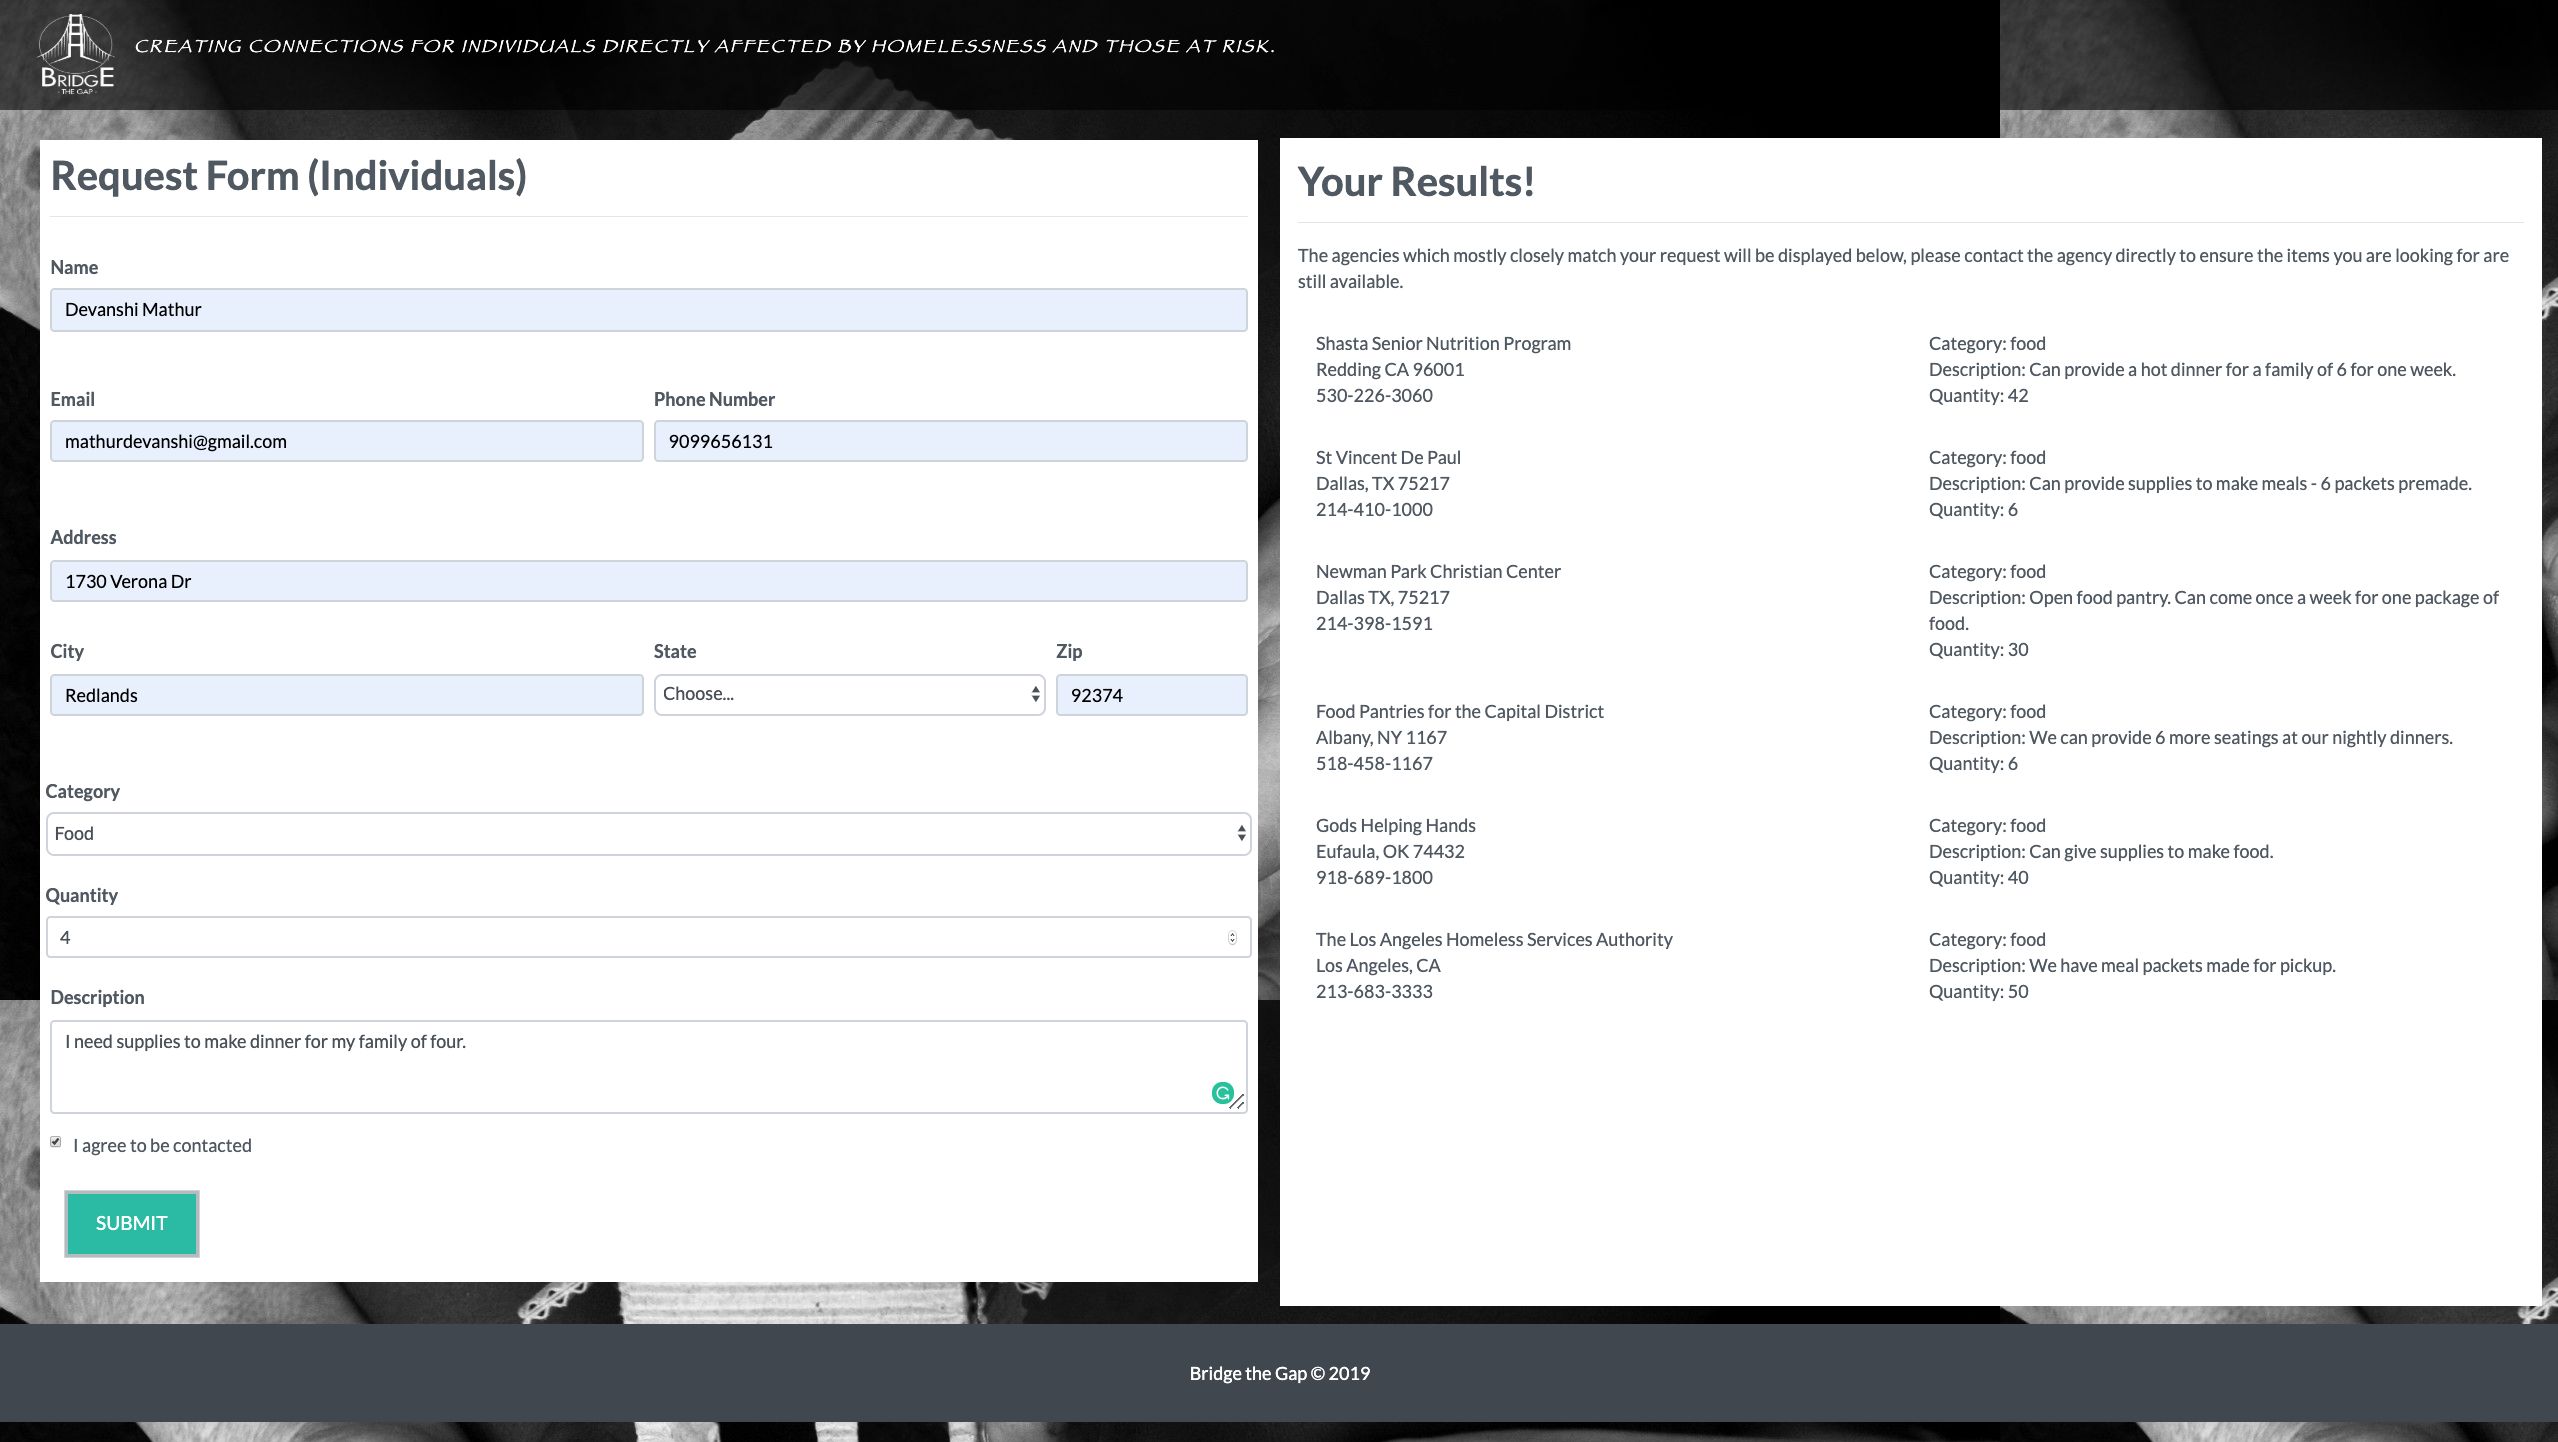 BRIDGE
THE GAP
CREATING CONNECTIONS FOR INDIVIDUALS DIRECTLY AFFECTED BY HOMELESSNESS AND THOSE AT RISK.
Request Form (Individuals)
Name
Devanshi Mathur
Email
Phone Number
mathurdevanshi@gmail.com
9099656131
Address
1730 Verona Dr
City
State
Zip
Redlands
Choose...
92374
Category
Food
Quantity
4
Description
I need supplies to make dinner for my family of four.
I agree to be contacted
SUBMIT
Your Results!
The agencies which mostly closely match your request will be displayed below, please contact the agency directly to ensure the items you are looking for are
still available.
Shasta Senior Nutrition Program
Redding CA 96001
530-226-3060
Category: food
Description: Can provide a hot dinner for a family of 6 for one week.
Quantity: 42
St Vincent De Paul
Dallas, TX 75217
214-410-1000
Category: food
Description: Can provide supplies to make meals - 6 packets premade.
Quantity: 6
Newman Park Christian Center
Dallas TX, 75217
214-398-1591
Category: food
Description: Open food pantry. Can come once a week for one package of
food.
Quantity: 30
Food Pantries for the Capital District
Albany, NY 1167
518-458-1167
Category: food
Description: We can provide 6 more seatings at our nightly dinners.
Quantity: 6
Gods Helping Hands
Eufaula, OK 74432
918-689-1800
Category: food
Description: Can give supplies to make food.
Quantity: 40
The Los Angeles Homeless Services Authority
Los Angeles, CA
213-683-3333
Category: food
Description: We have meal packets made for pickup.
Quantity: 50
Bridge the Gap © 2019